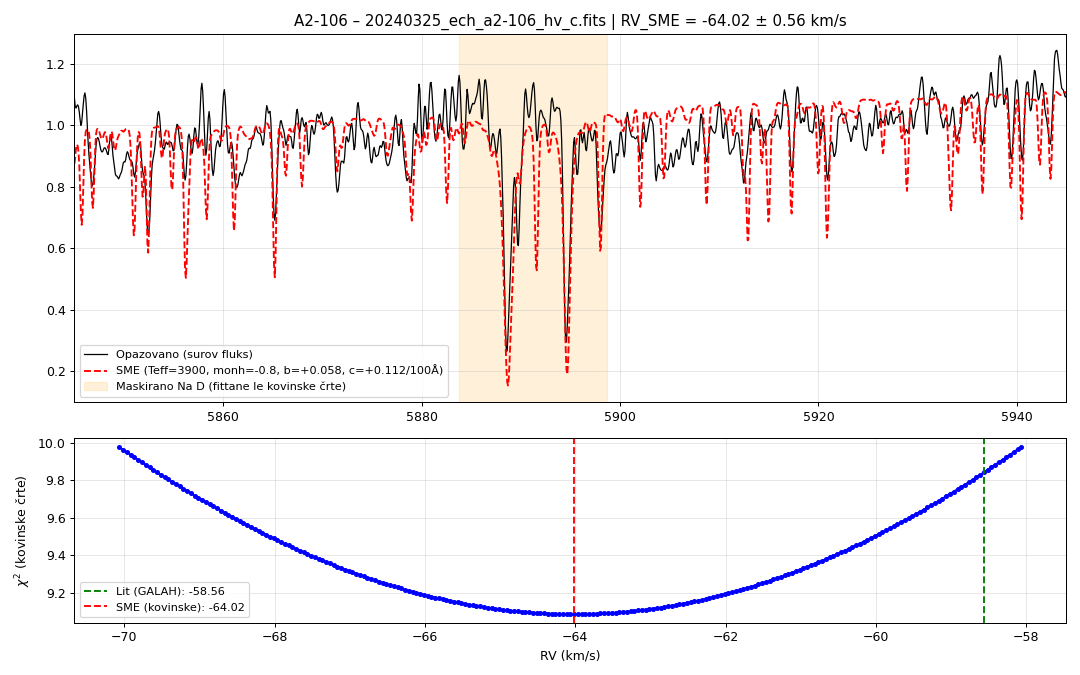 A2-106 – 20240325_ech_a2-106_hv_c.fits | RV_SME = -64.02 ± 0.56 km/s
1.2
1.0
0.8
0.6
0.4
0.2
Opazovano (surov fluks)
SME (Teff=3900, monh=-0.8, b=+0.058, c=+0.112/100Å)
Maskirano Na D (fittane le kovinske črte)
5860 5880 5900 5920 5940
10.0
9.8
9.6
9.4
9.2
χ² (kovinske črte)
Lit (GALAH): -58.56
SME (kovinske): -64.02
−70 −68 −66 −64 −62 −60 −58
RV (km/s)